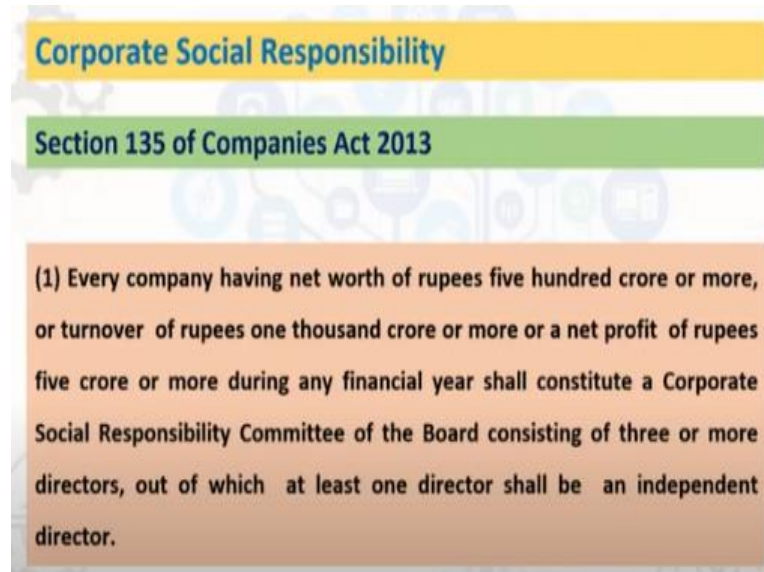 Corporate Social Responsibility
Section 135 of Companies Act 2013
(1) Every company having net worth of rupees five hundred crore or more,
or turnover of rupees one thousand crore or more or a net profit of rupees
five crore or more during any financial year shall constitute a Corporate
Social Responsibility Committee of the Board consisting of three or more
directors, out of which at least one director shall be an independent
director.